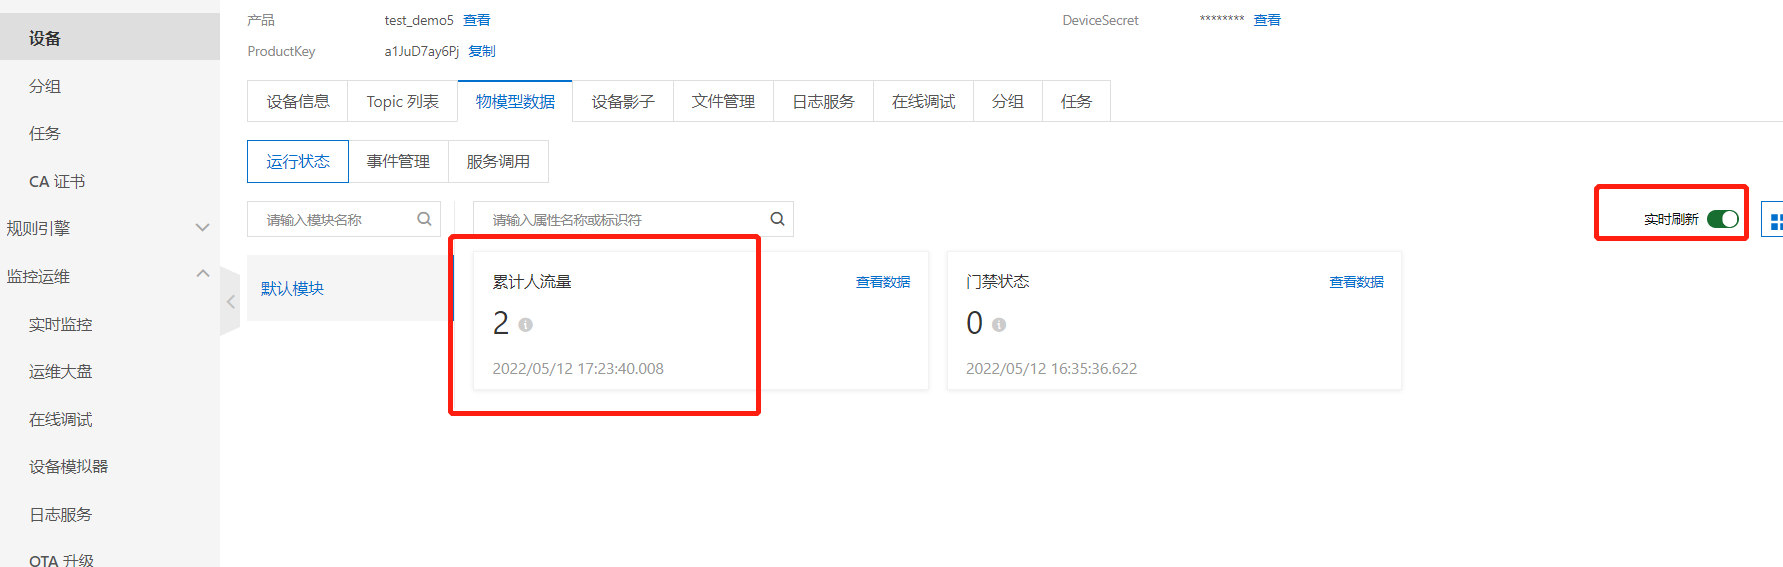 产品 test_demo5 查看 DeviceSecret ******** 查看
ProductKey a1JuD7ay6Pj 复制
设备
分组
任务
CA 证书
规则引擎
监控运维
实时监控
运维大盘
在线调试
设备模拟器
日志服务
OTA 升级
设备信息 Topic 列表 物模型数据 设备影子 文件管理 日志服务 在线调试 分组 任务
运行状态 事件管理 服务调用
请输入模块名称 请输入属性名称或标识符 实时刷新
默认模块
累计人流量 查看数据
2
2022/05/12 17:23:40.008
门禁状态 查看数据
0
2022/05/12 16:35:36.622